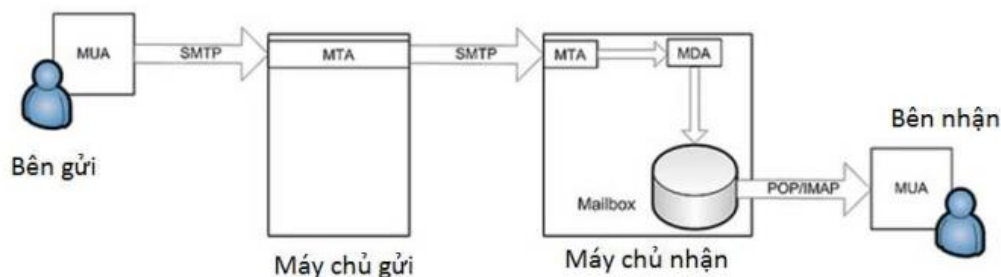 MUA
SMTP
MTA
SMTP
MTA
MDA
Bên gửi
Bên nhận
Mailbox
POP/IMAP
MUA
Máy chủ gửi
Máy chủ nhận